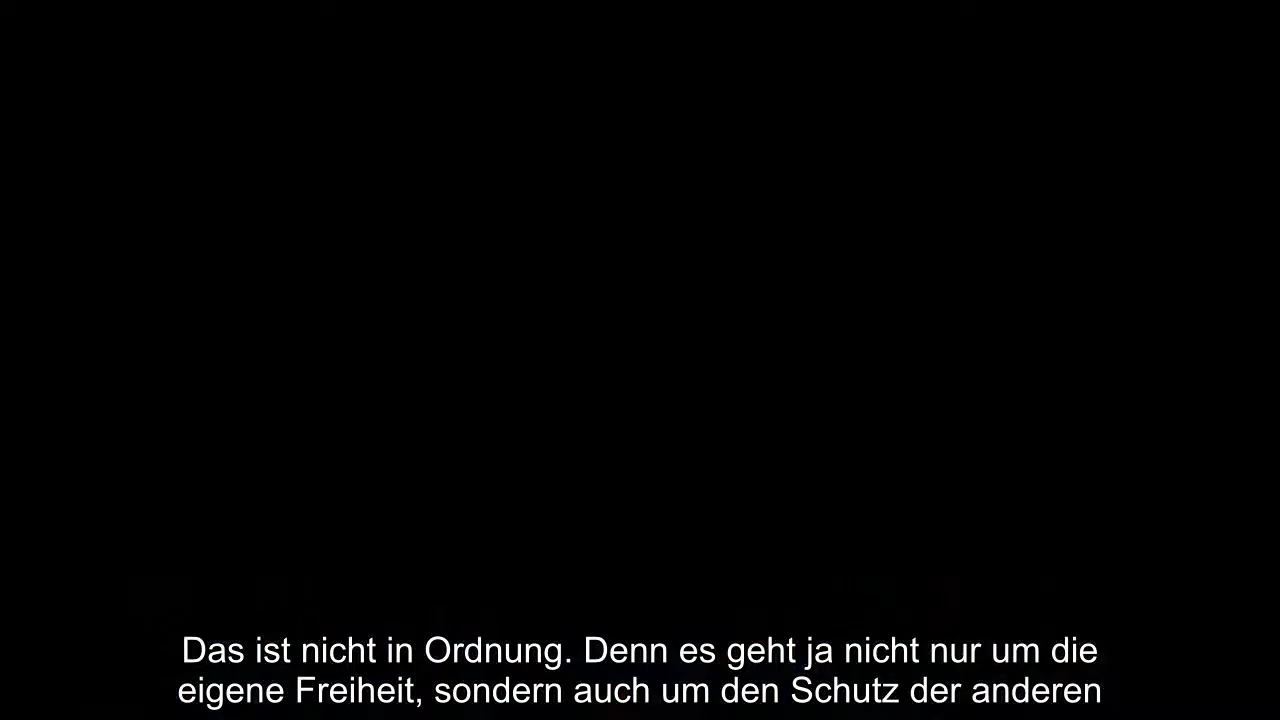 Das ist nicht in Ordnung. Denn es geht ja nicht nur um die
eigene Freiheit, sondern auch um den Schutz der anderen